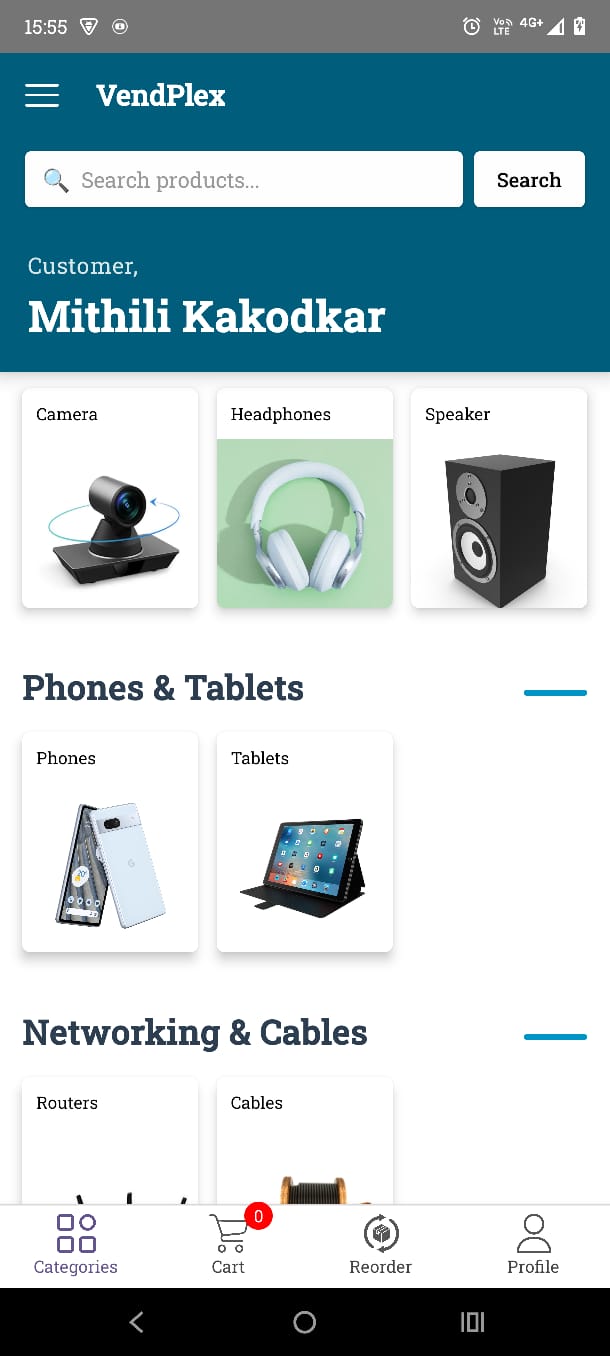 15:55
Vo
LTE
4G+
VendPlex
Search products...
Search
Customer,
Mithili Kakodkar
Camera
Headphones
Speaker
Phones & Tablets
Phones
Tablets
20°
Networking & Cables
Routers
Cables
0
Categories
Cart
Reorder
Profile